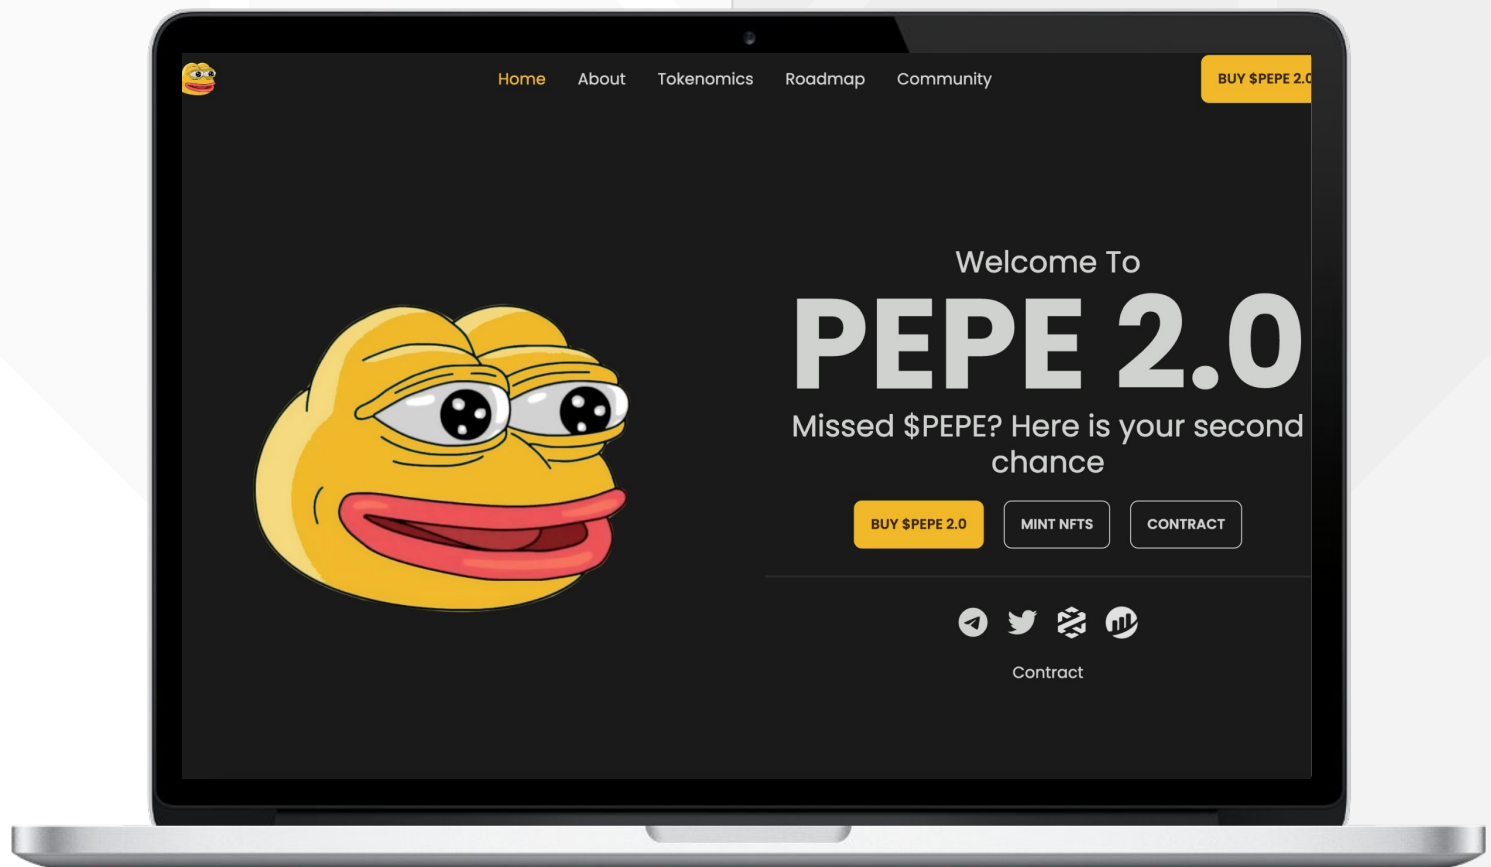 Home About Tokenomics Roadmap Community BUY $PEPE 2.0
Welcome To
PEPE 2.0
Missed $PEPE? Here is your second
chance
BUY $PEPE 2.0 MINT NFTS CONTRACT
Contract